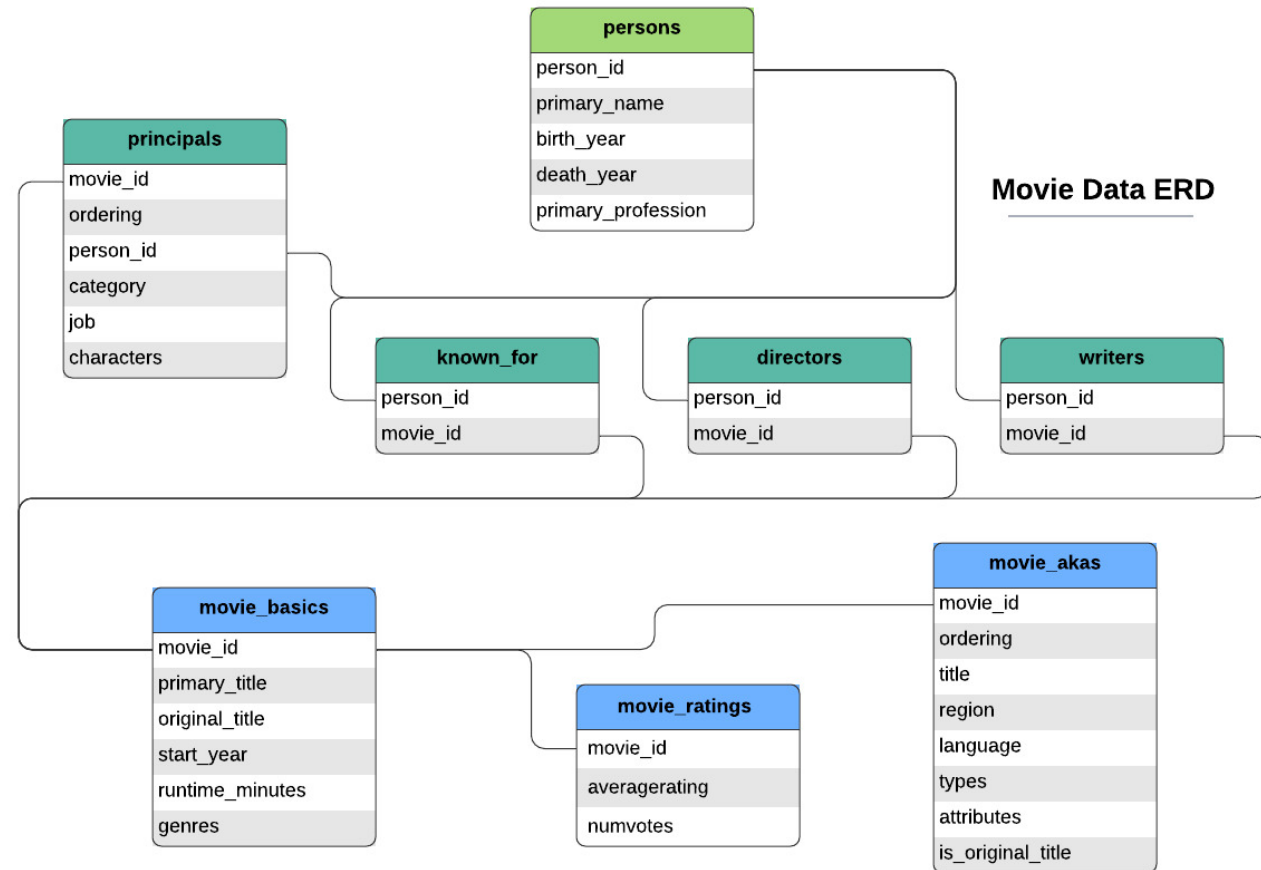 persons
person_id
primary_name
birth_year
death_year
primary_profession
principals
movie_id
ordering
person_id
category
job
characters
Movie Data ERD
known_for
person_id
movie_id
directors
person_id
movie_id
writers
person_id
movie_id
movie_basics
movie_id
primary_title
original_title
start_year
runtime_minutes
genres
movie_ratings
movie_id
averagerating
numvotes
movie_akas
movie_id
ordering
title
region
language
types
attributes
is_original_title